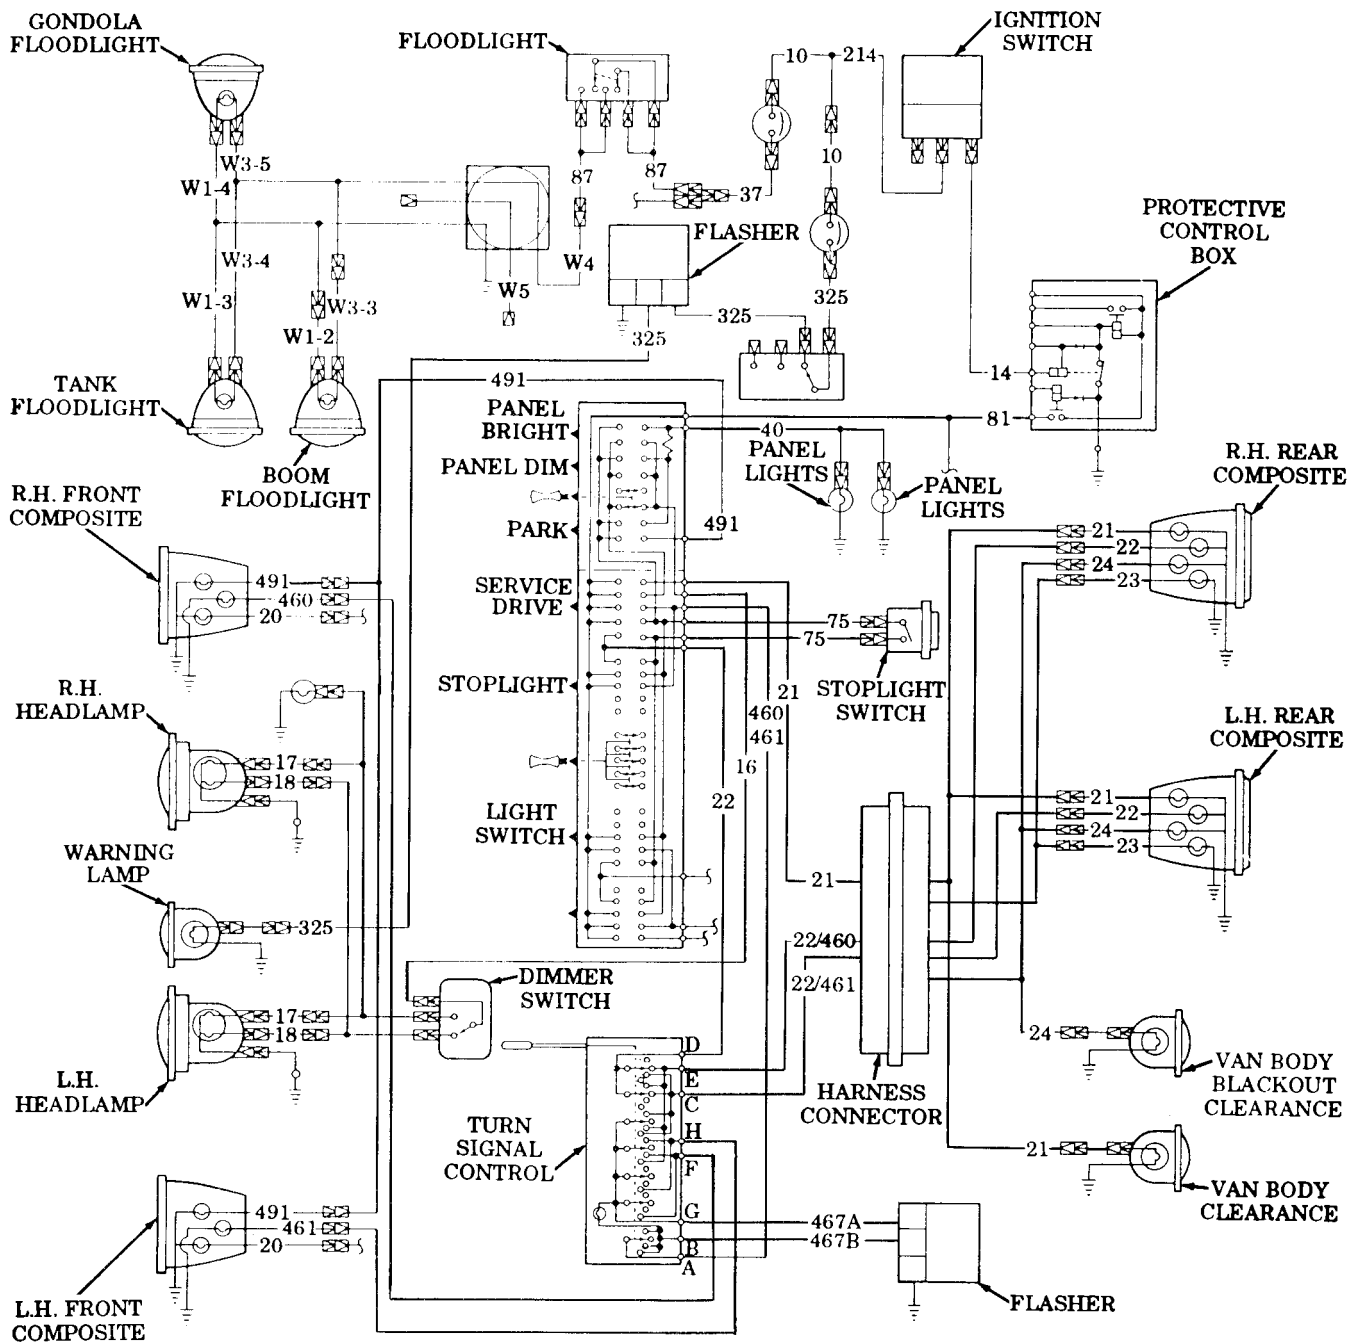 GONDOLA
FLOODLIGHT
FLOODLIGHT
IGNITION
SWITCH
10
214
W3-5
W1-4
87
87
37
10
PROTECTIVE
CONTROL
BOX
FLASHER
W3-4
W4
W5
W1-3
W3-3
W1-2
325
325
325
14
TANK
FLOODLIGHT
BOOM
FLOODLIGHT
491
PANEL
BRIGHT
PANEL DIM
PARK
40
81
PANEL
LIGHTS
PANEL
LIGHTS
491
R.H. REAR
COMPOSITE
R.H. FRONT
COMPOSITE
491
460
20
SERVICE
DRIVE
21
22
24
23
75
75
STOPLIGHT
STOPLIGHT
SWITCH
R.H.
HEADLAMP
17
18
21
460
461
16
22
L.H. REAR
COMPOSITE
21
22
24
23
LIGHT
SWITCH
WARNING
LAMP
325
21
22/460
22/461
DIMMER
SWITCH
17
18
L.H.
HEADLAMP
HARNESS
CONNECTOR
24
VAN BODY
BLACKOUT
CLEARANCE
TURN
SIGNAL
CONTROL
D
E
C
H
F
G
B
A
21
VAN BODY
CLEARANCE
491
461
20
467A
467B
FLASHER
L.H. FRONT
COMPOSITE